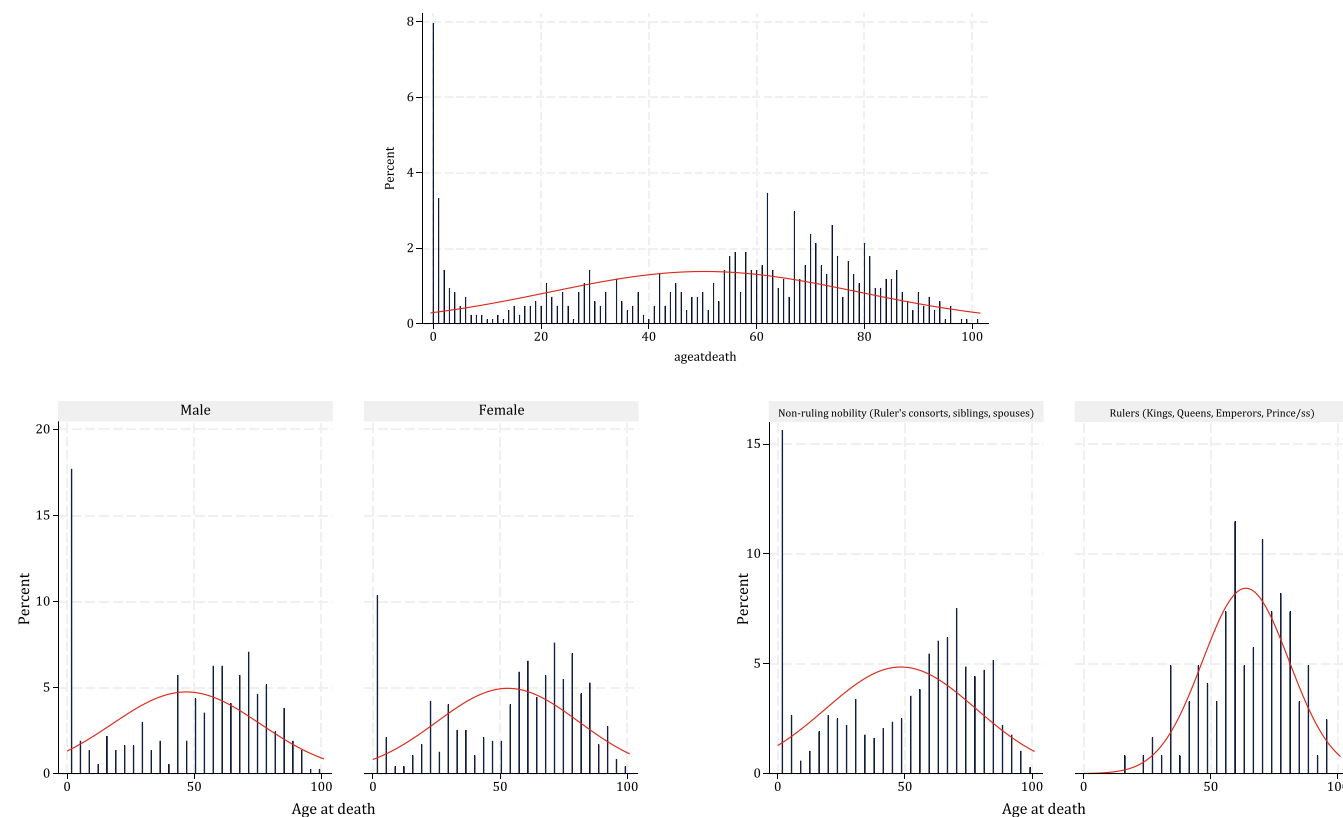 8
6
4
2
0
Percent
0 20 40 60 80 100
ageatdeath
Male Female
20
15
10
5
0
Percent
0 50 100 0 50 100
Age at death
Non-ruling nobility (Ruler's consorts, siblings, spouses) Rulers (Kings, Queens, Emperors, Prince/ss)
15
10
5
0
Percent
0 50 100 0 50 10
Age at death